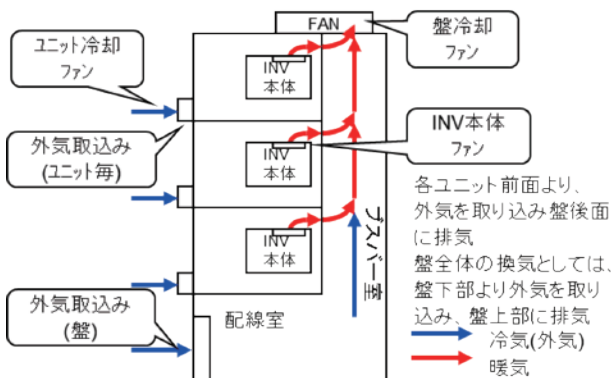 FAN
盤冷却
ファン
ユニット冷却
ファン
INV
本体
外気取込み
(ユニット毎)
INV本体
ファン
INV
本体
各ユニット前面より、
外気を取り込み盤後面
に排気
盤全体の換気としては、
盤下部より外気を取り
込み、盤上部に排気
INV
本体
ブスバー室
外気取込み
(盤)
配線室
冷気(外気)
暖気